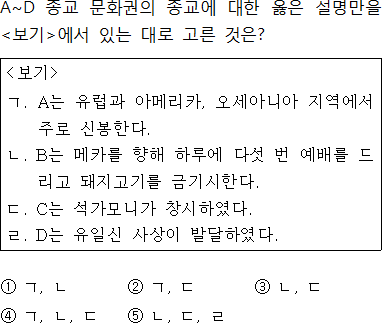 A~D 종교 문화권의 종교에 대한 옳은 설명만을
<보기>에서 있는 대로 고른 것은?
<보기>
ㄱ. A는 유럽과 아메리카, 오세아니아 지역에서
주로 신봉한다.
ㄴ. B는 메카를 향해 하루에 다섯 번 예배를 드
리고 돼지고기를 금기시한다.
ㄷ. C는 석가모니가 창시하였다.
ㄹ. D는 유일신 사상이 발달하였다.
① ㄱ, ㄴ ② ㄱ, ㄷ ③ ㄴ, ㄷ
④ ㄱ, ㄴ, ㄷ ⑤ ㄴ, ㄷ, ㄹ